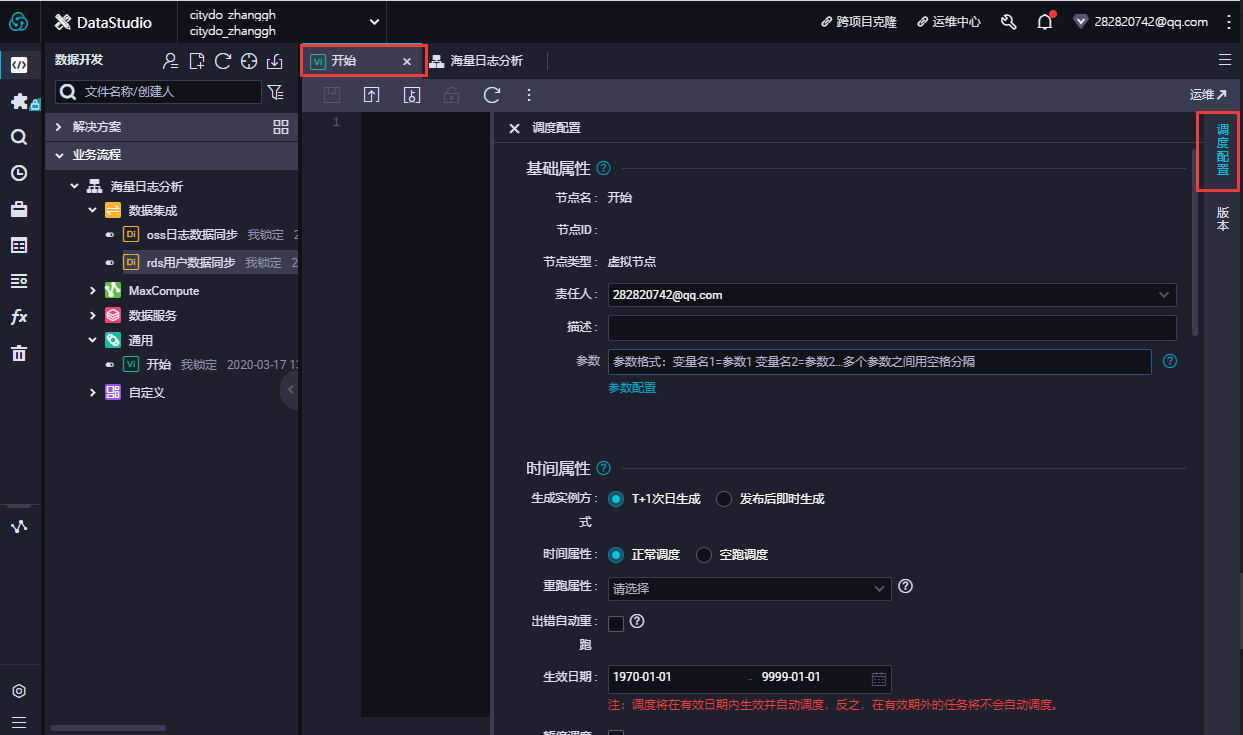 DataStudio
citydo_zhanggh
citydo_zhanggh
跨项目克隆
运维中心
282820742@qq.com
数据开发
Vi 开始
海量日志分析
文件名称/创建人
运维
解决方案
业务流程
海量日志分析
数据集成
Di oss日志数据同步 我锁定 2
Di rds用户数据同步 我锁定 2
MaxCompute
数据服务
通用
Vi 开始 我锁定 2020-03-17 1
自定义
1
调度配置
基础属性
节点名： 开始
节点ID：
节点类型： 虚拟节点
责任人： 282820742@qq.com
描述：
参数 参数格式：变量名1=参数1 变量名2=参数2...多个参数之间用空格分隔
参数配置
时间属性
生成实例方式： T+1次日生成 发布后即时生成
时间属性： 正常调度 空跑调度
重跑属性： 请选择
出错自动重跑：
生效日期： 1970-01-01 - 9999-01-01
注：调度将在有效日期内生效并自动调度，反之，在有效期外的任务将不会自动调度。
暂停调度
调度配置
版本
fx